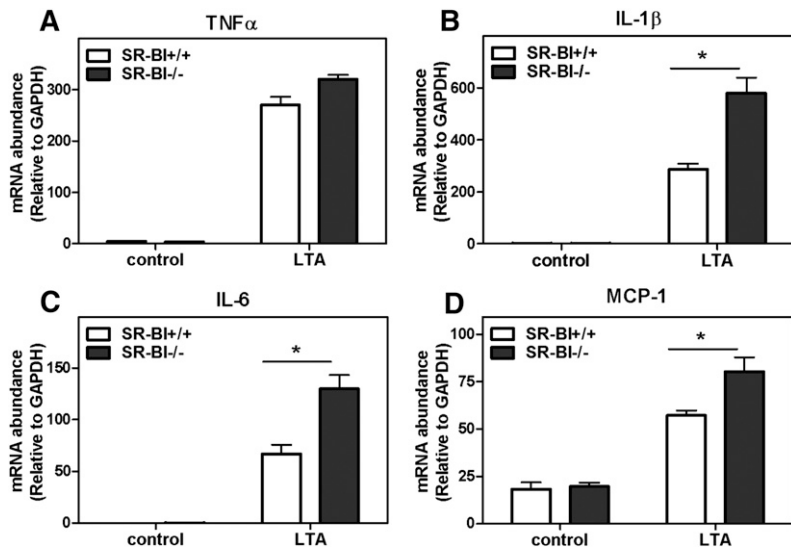 A
TNFα
SR-BI+/+
SR-BI-/-
mRNA abundance
(Relative to GAPDH)
300
200
100
0
control
LTA
B
IL-1β
SR-BI+/+
SR-BI-/-
*
mRNA abundance
(Relative to GAPDH)
600
400
200
0
control
LTA
C
IL-6
SR-BI+/+
SR-BI-/-
*
mRNA abundance
(Relative to GAPDH)
150
100
50
0
control
LTA
D
MCP-1
SR-BI+/+
SR-BI-/-
*
mRNA abundance
(Relative to GAPDH)
100
75
50
25
0
control
LTA